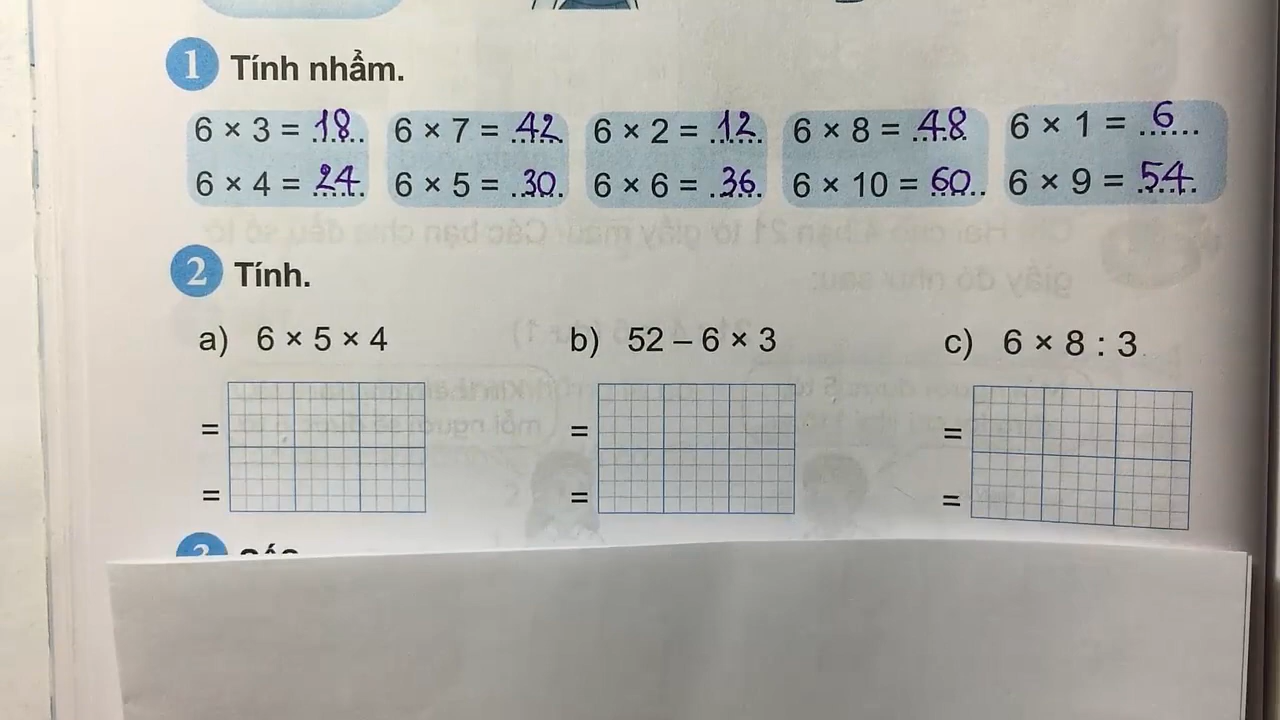 1 Tính nhẩm.
6 × 3 = 18 6 × 7 = 42 6 × 2 = 12 6 × 8 = 48 6 × 1 = 6
6 × 4 = 24 6 × 5 = 30 6 × 6 = 36 6 × 10 = 60 6 × 9 = 54
2 Tính.
a) 6 × 5 × 4 b) 52 – 6 × 3 c) 6 × 8 : 3
= = =
= = =